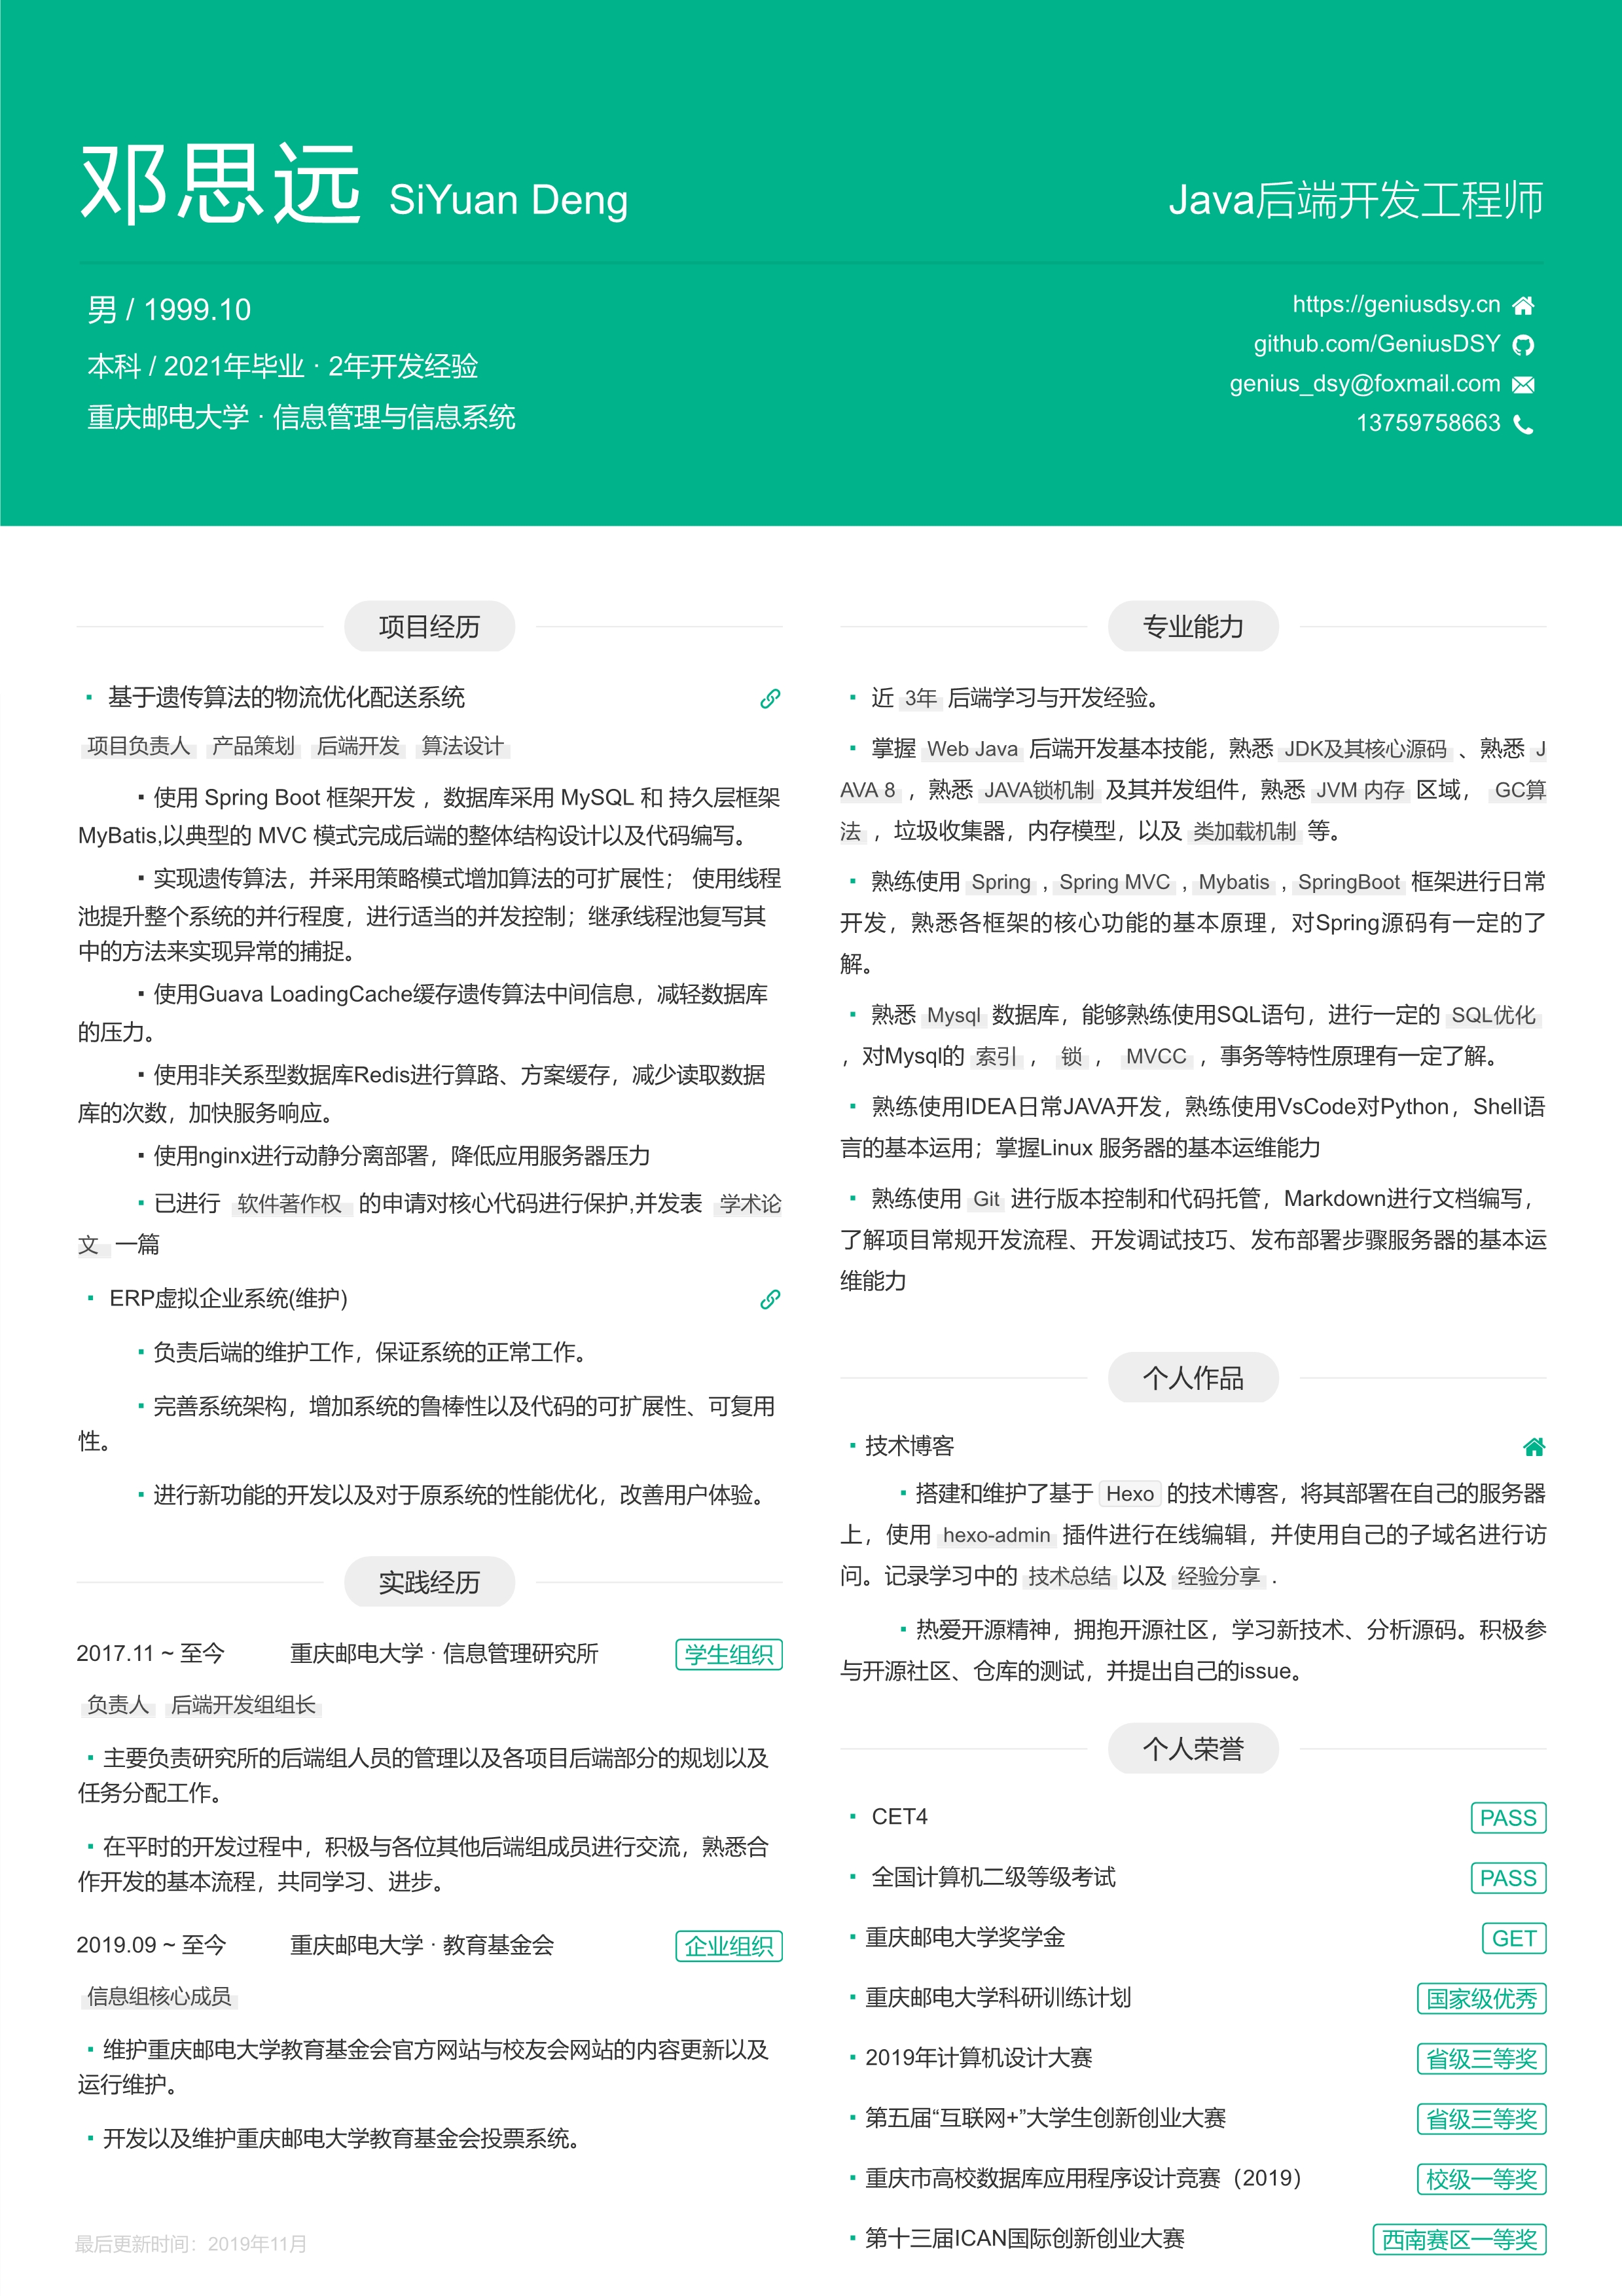 邓思远 SiYuan Deng
Java后端开发工程师
男 / 1999.10
本科 / 2021年毕业 · 2年开发经验
重庆邮电大学 · 信息管理与信息系统
https://geniusdsy.cn
github.com/GeniusDSY
genius_dsy@foxmail.com
13759758663
项目经历
▪ 基于遗传算法的物流优化配送系统
项目负责人 产品策划 后端开发 算法设计
▪ 使用 Spring Boot 框架开发 ，数据库采用 MySQL 和 持久层框架
MyBatis,以典型的 MVC 模式完成后端的整体结构设计以及代码编写。
▪ 实现遗传算法，并采用策略模式增加算法的可扩展性； 使用线程
池提升整个系统的并行程度，进行适当的并发控制；继承线程池复写其
中的方法来实现异常的捕捉。
▪ 使用Guava LoadingCache缓存遗传算法中间信息，减轻数据库
的压力。
▪ 使用非关系型数据库Redis进行算路、方案缓存，减少读取数据
库的次数，加快服务响应。
▪ 使用nginx进行动静分离部署，降低应用服务器压力
▪ 已进行 软件著作权 的申请对核心代码进行保护,并发表 学术论
文 一篇
▪ ERP虚拟企业系统(维护)
▪ 负责后端的维护工作，保证系统的正常工作。
▪ 完善系统架构，增加系统的鲁棒性以及代码的可扩展性、可复用
性。
▪ 进行新功能的开发以及对于原系统的性能优化，改善用户体验。
实践经历
2017.11 ~ 至今 重庆邮电大学 · 信息管理研究所 学生组织
负责人 后端开发组组长
▪ 主要负责研究所的后端组人员的管理以及各项目后端部分的规划以及
任务分配工作。
▪ 在平时的开发过程中，积极与各位其他后端组成员进行交流，熟悉合
作开发的基本流程，共同学习、进步。
2019.09 ~ 至今 重庆邮电大学 · 教育基金会 企业组织
信息组核心成员
▪ 维护重庆邮电大学教育基金会官方网站与校友会网站的内容更新以及
运行维护。
▪ 开发以及维护重庆邮电大学教育基金会投票系统。
最后更新时间：2019年11月
专业能力
▪ 近 3年 后端学习与开发经验。
▪ 掌握 Web Java 后端开发基本技能，熟悉 JDK及其核心源码 、熟悉 J
AVA 8 ，熟悉 JAVA锁机制 及其并发组件，熟悉 JVM 内存 区域， GC算
法 ，垃圾收集器，内存模型，以及 类加载机制 等。
▪ 熟练使用 Spring , Spring MVC , Mybatis , SpringBoot 框架进行日常
开发，熟悉各框架的核心功能的基本原理，对Spring源码有一定的了
解。
▪ 熟悉 Mysql 数据库，能够熟练使用SQL语句，进行一定的 SQL优化
，对Mysql的 索引 ， 锁 ， MVCC ，事务等特性原理有一定了解。
▪ 熟练使用IDEA日常JAVA开发，熟练使用VsCode对Python，Shell语
言的基本运用；掌握Linux 服务器的基本运维能力
▪ 熟练使用 Git 进行版本控制和代码托管，Markdown进行文档编写，
了解项目常规开发流程、开发调试技巧、发布部署步骤服务器的基本运
维能力
个人作品
▪ 技术博客
▪ 搭建和维护了基于 Hexo 的技术博客，将其部署在自己的服务器
上，使用 hexo-admin 插件进行在线编辑，并使用自己的子域名进行访
问。记录学习中的 技术总结 以及 经验分享 .
▪ 热爱开源精神，拥抱开源社区，学习新技术、分析源码。积极参
与开源社区、仓库的测试，并提出自己的issue。
个人荣誉
▪ CET4 PASS
▪ 全国计算机二级等级考试 PASS
▪ 重庆邮电大学奖学金 GET
▪ 重庆邮电大学科研训练计划 国家级优秀
▪ 2019年计算机设计大赛 省级三等奖
▪ 第五届“互联网+”大学生创新创业大赛 省级三等奖
▪ 重庆市高校数据库应用程序设计竞赛（2019） 校级一等奖
▪ 第十三届ICAN国际创新创业大赛 西南赛区一等奖